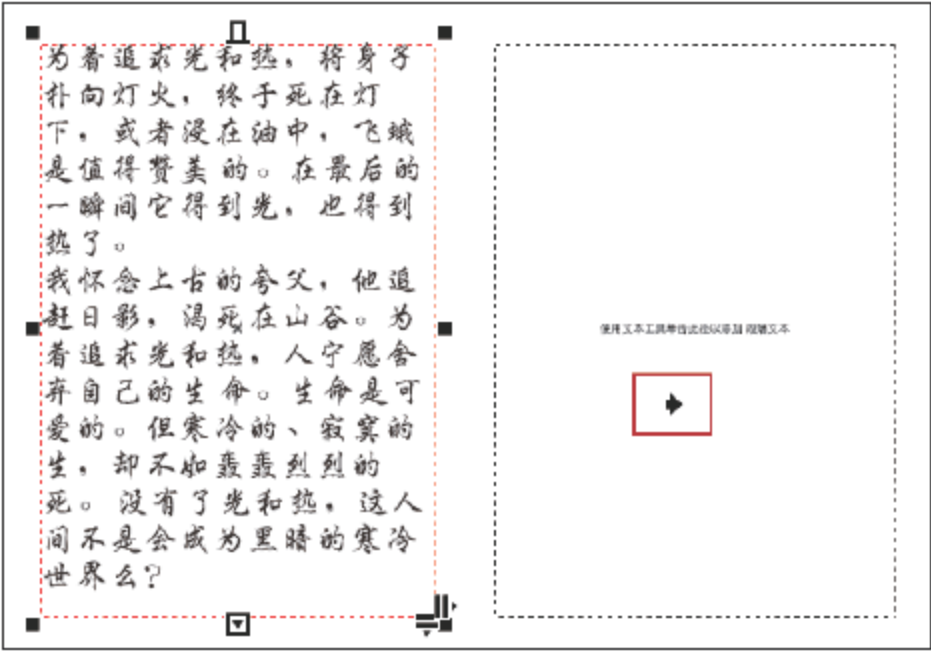 为着追求光和热，将身子
扑向灯火，终于死在灯
下，或者浸在油中，飞蛾
是值得赞美的。在最后的
一瞬间它得到光，也得到
热了。
我怀念上古的夸父，他追
赶日影，渴死在山谷。为
着追求光和热，人宁愿舍
弃自己的生命。生命是可
爱的。但寒冷的、寂寞的
生，却不如轰轰烈烈的
死。没有了光和热，这人
间不是会成为黑暗的寒冷
世界么？
使用文本工具单击此处以添加 段落文本